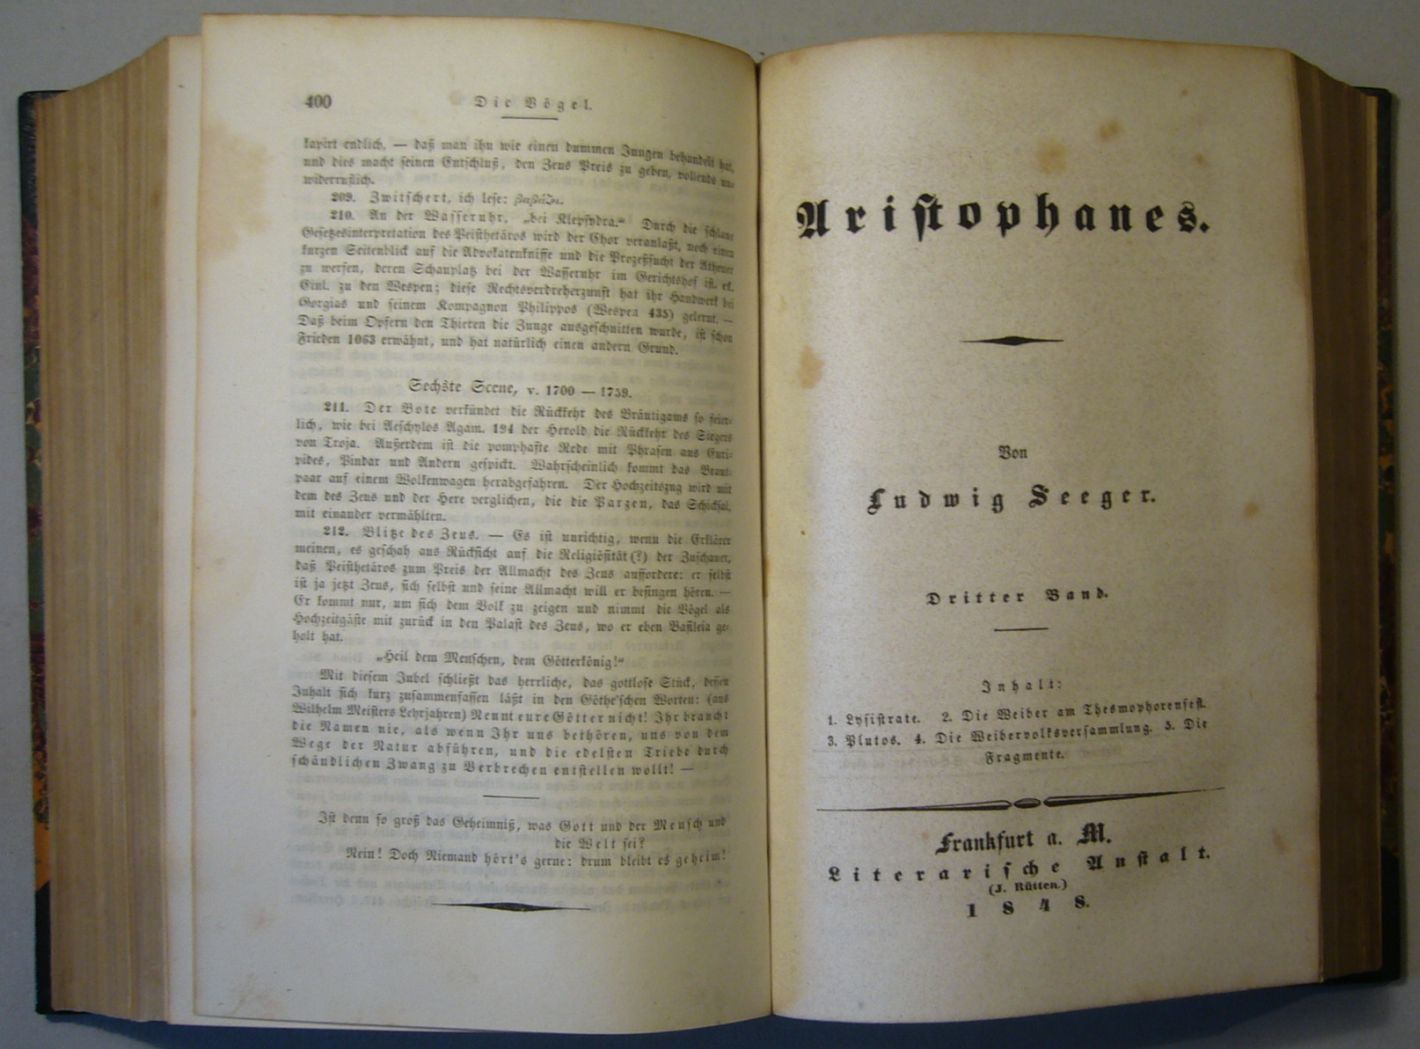 400
Die Vögel.
kapirt endlich, — daß man ihn wie einen dummen Jungen behandelt hat,
und dies macht seinen Entschluß, den Zeus Preis zu geben, vollends un-
widerruflich.
209. Zwitschert, ich lese:
210. An der Wasseruhr, „bei Klepsydra.“ Durch die schlaue
Gesetzesinterpretation des Peisthetäros wird der Chor veranlaßt, noch einen
kurzen Seitenblick auf die Advokatenkniffe und die Prozeßsucht der Athener
zu werfen, deren Schauplatz bei der Wasseruhr im Gerichtshof ist. cf.
Einl. zu den Wespen; diese Rechtsverdreherzunft hat ihr Handwerk bei
Gorgias und seinem Kompagnon Philippos (Wespen 435) gelernt. —
Daß beim Opfern den Thieren die Zunge ausgeschnitten wurde, ist schon
Frieden 1063 erwähnt, und hat natürlich einen andern Grund.
Sechste Scene, v. 1700 — 1759.
211. Der Bote verkündet die Rückkehr des Bräutigams so feier-
lich, wie bei Aeschylos Agam. 194 der Herold die Rückkehr des Siegers
von Troja. Außerdem ist die pomphafte Rede mit Phrasen aus Euri-
pides, Pindar und Andern gespickt. Wahrscheinlich kommt das Braut-
paar auf einem Wolkenwagen herabgefahren. Der Hochzeitszug wird mit
dem des Zeus und der Here verglichen, die die Parzen, das Schicksal,
mit einander vermählten.
212. Blitze des Zeus. — Es ist unrichtig, wenn die Erklärer
meinen, es geschah aus Rücksicht auf die Religiösität (?) der Zuschauer,
daß Peisthetäros zum Preis der Allmacht des Zeus auffordere: er selbst
ist ja jetzt Zeus, sich selbst und seine Allmacht will er besingen hören. —
Er kommt nur, um sich dem Volk zu zeigen und nimmt die Vögel als
Hochzeitgäste mit zurück in den Palast des Zeus, wo er eben Basileia ge-
holt hat.
„Heil dem Menschen, dem Götterkönig!“
Mit diesem Jubel schließt das herrliche, das gottlose Stück, dessen
Inhalt sich kurz zusammenfassen läßt in den Göthe'schen Worten: (aus
Wilhelm Meisters Lehrjahren) Nennt eure Götter nicht! Ihr braucht
die Namen nie, als wenn Ihr uns bethören, uns von dem
Wege der Natur abführen, und die edelsten Triebe durch
schändlichen Zwang zu Verbrechen entstellen wollt! —
Ist denn so groß das Geheimniß, was Gott und der Mensch und
die Welt sei?
Nein! Doch Niemand hört's gerne: drum bleibt es geheim!
Aristophanes.
Von
Ludwig Seeger.
Dritter Band.
Inhalt:
1. Lysistrate. 2. Die Weiber am Thesmophorenfest.
3. Plutos. 4. Die Weibervolksversammlung. 5. Die
Fragmente.
Frankfurt a. M.
Literarische Anstalt.
(J. Rütten.)
1848.